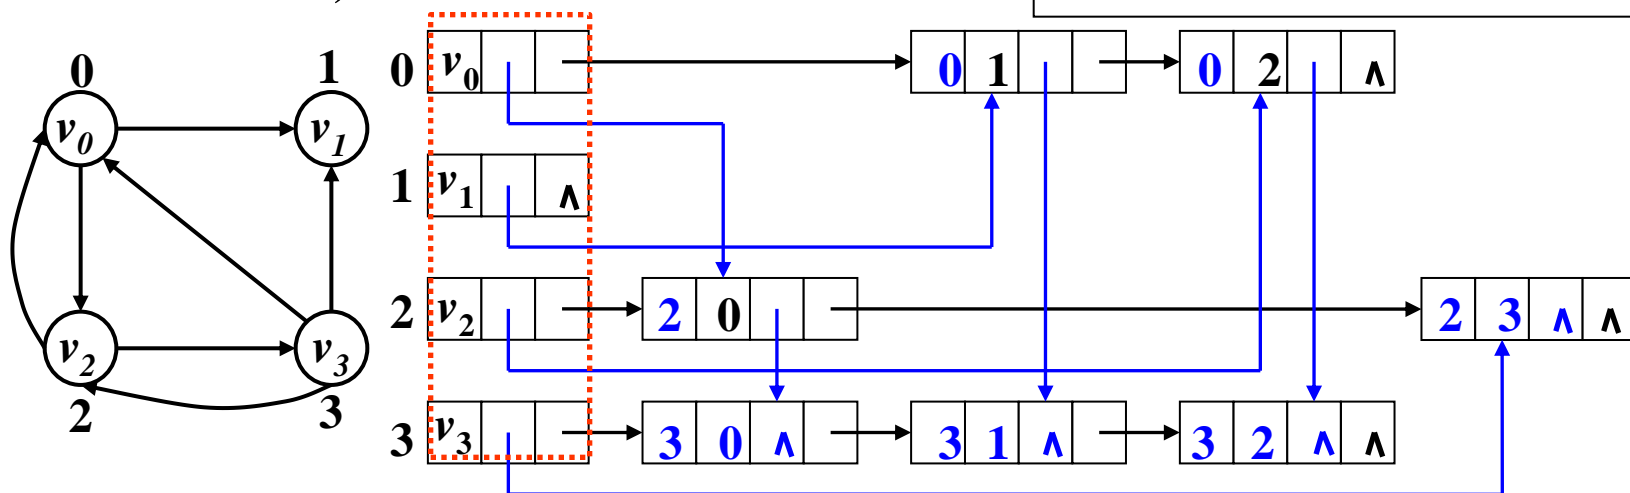 0 1 0 v0 0 1 0 2 ∧
v0 v1
1 v1 ∧
2 v2 2 0 2 3 ∧ ∧
v2 v3
2 3
3 v3 3 0 ∧ 3 1 ∧ 3 2 ∧ ∧